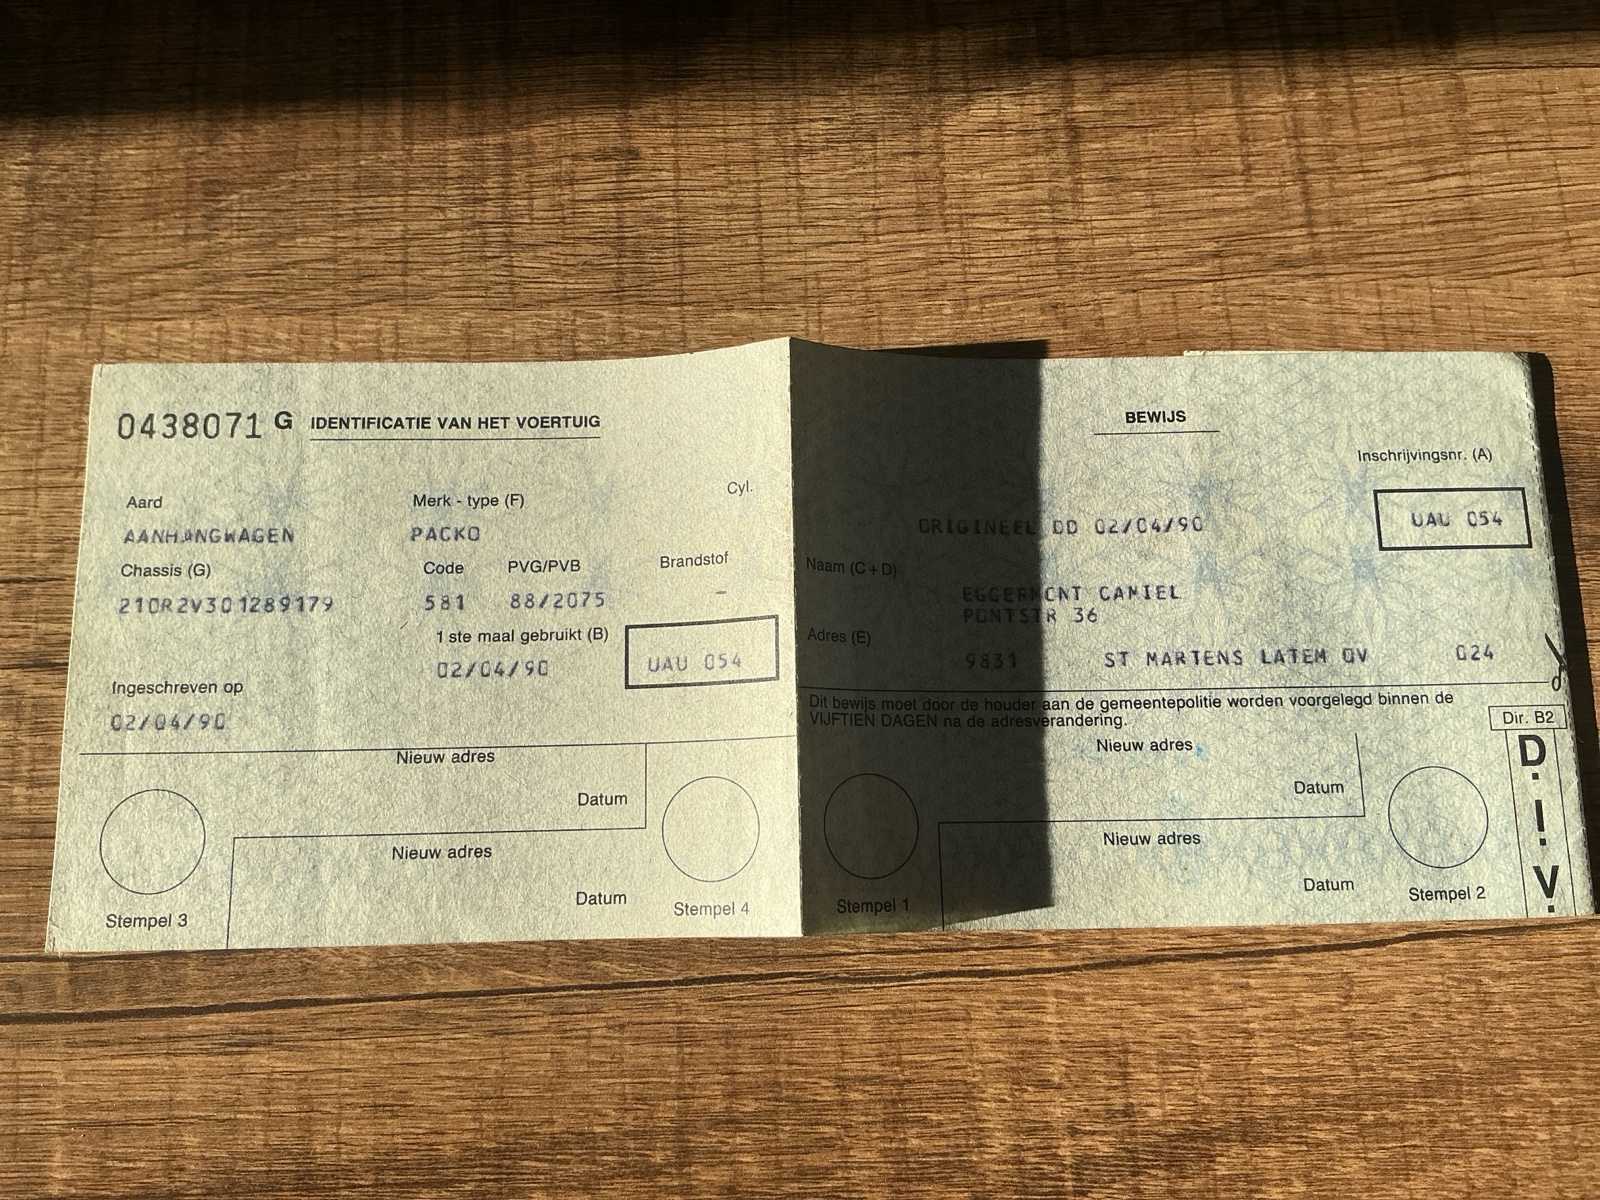 0438071 G IDENTIFICATIE VAN HET VOERTUIG
Aard
Merk - type (F)
Cyl.
AANHANGWAGEN
PACKO
Chassis (G)
Code
PVG/PVB
Brandstof
210R2V301289179
581
88/2075
-
1 ste maal gebruikt (B)
02/04/90
UAU 054
Ingeschreven op
02/04/90
Nieuw adres
Datum
Nieuw adres
Datum
Stempel 3
Stempel 4
BEWIJS
Inschrijvingsnr. (A)
UAU 054
ORIGINEEL DD 02/04/90
Naam (C+D)
EGGERMONT CAMIEL
PONTSTR 36
Adres (E)
9831 ST MARTENS LATEM OV 024
Dit bewijs moet door de houder aan de gemeentepolitie worden voorgelegd binnen de
VIJFTIEN DAGEN na de adresverandering.
Dir. B2
D.I.V.
Nieuw adres
Datum
Nieuw adres
Datum
Stempel 1
Stempel 2